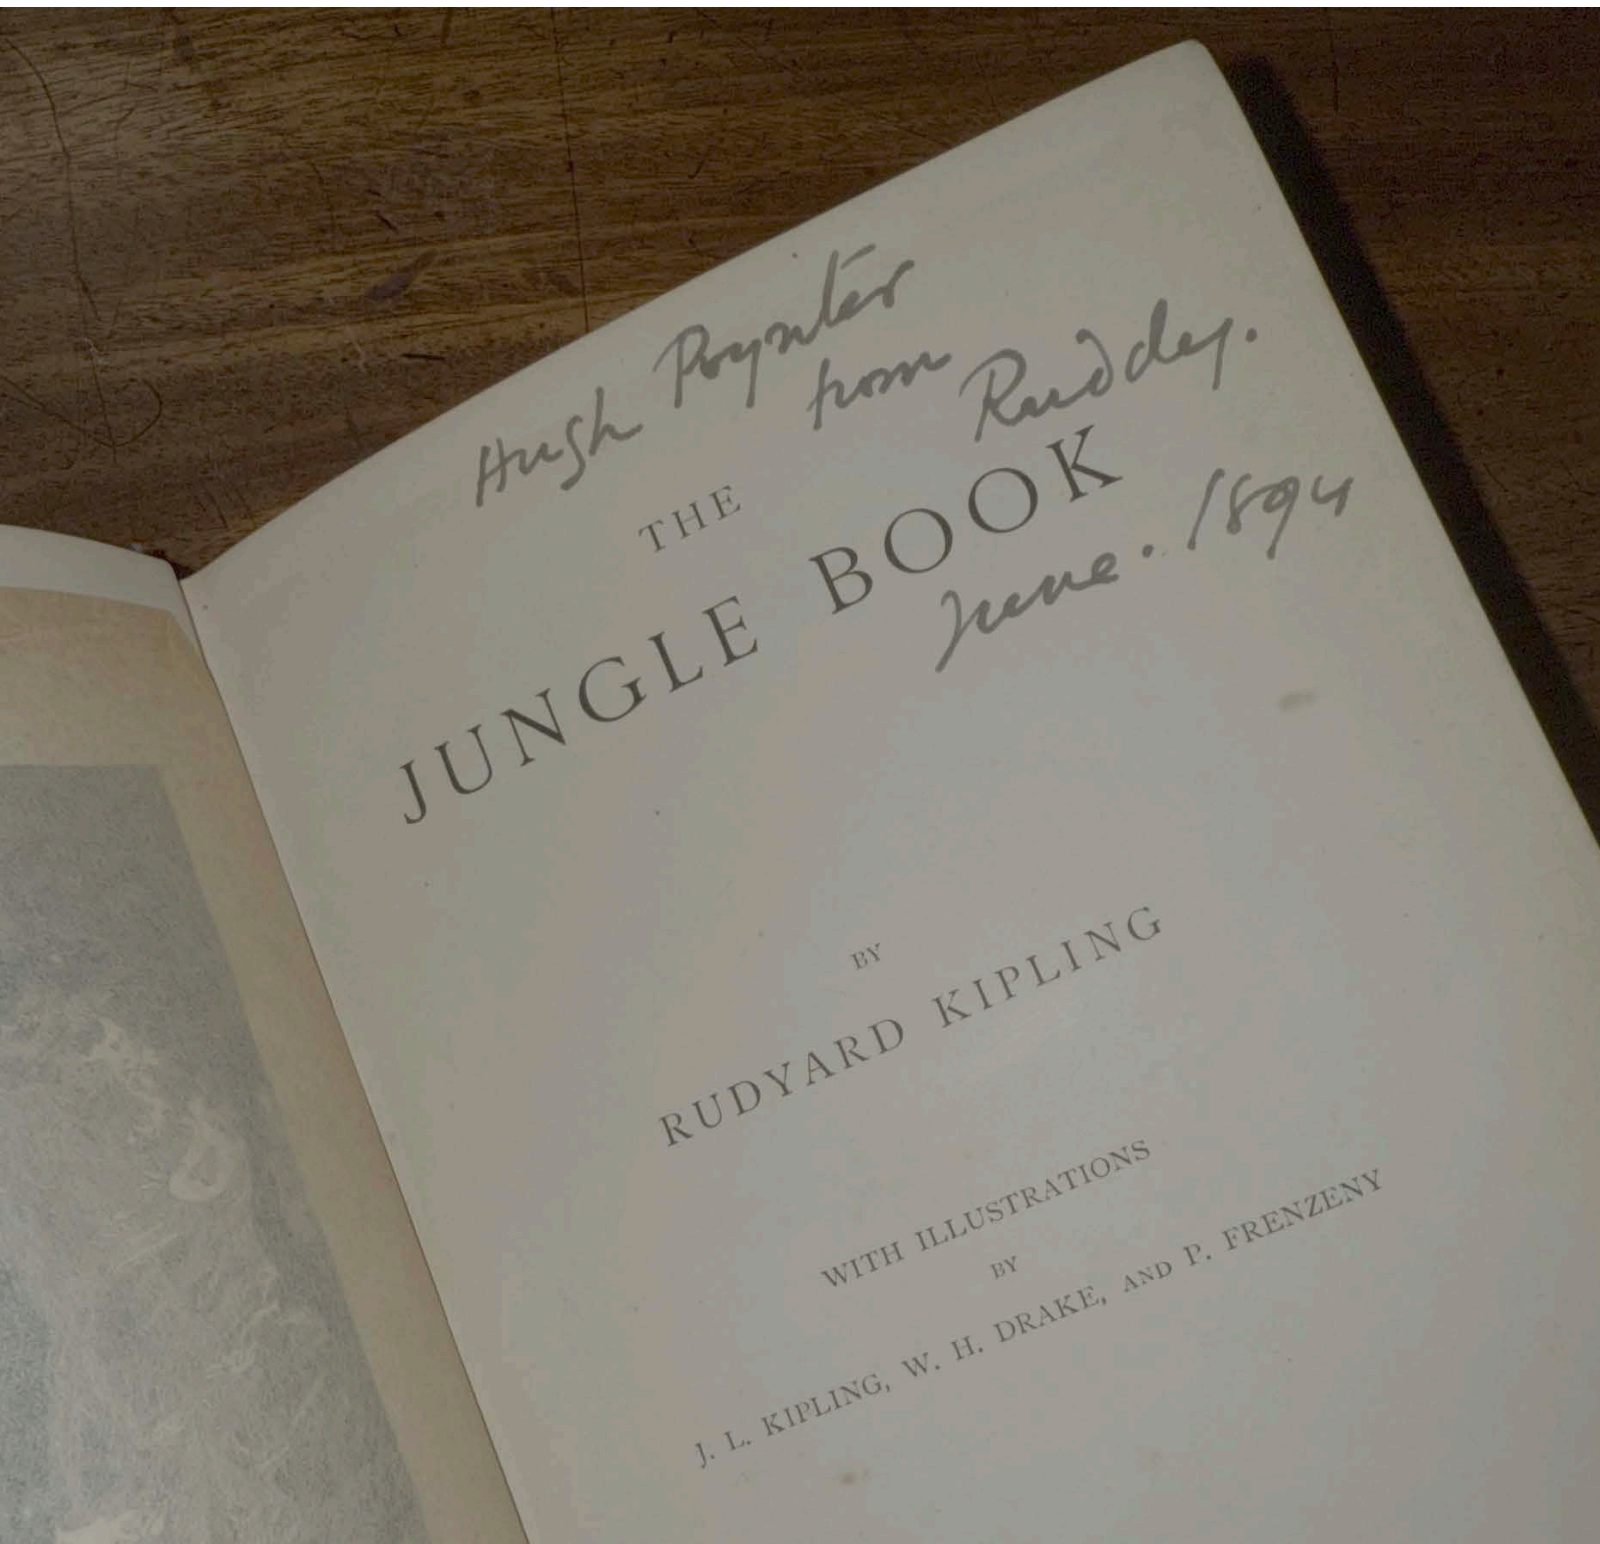 Hugh Poynter
from Ruddy.
THE
JUNGLE BOOK
June. 1894
BY
RUDYARD KIPLING
WITH ILLUSTRATIONS
BY
J. L. KIPLING, W. H. DRAKE, AND P. FRENZENY